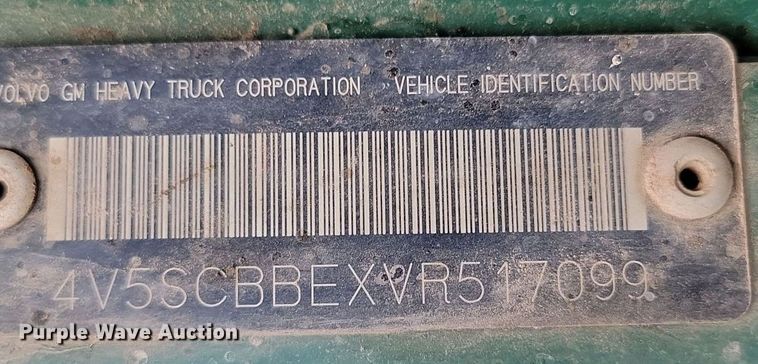 VOLVO GM HEAVY TRUCK CORPORATION VEHICLE IDENTIFICATION NUMBER
4V5SCBBEXVR517099
Purple Wave Auction